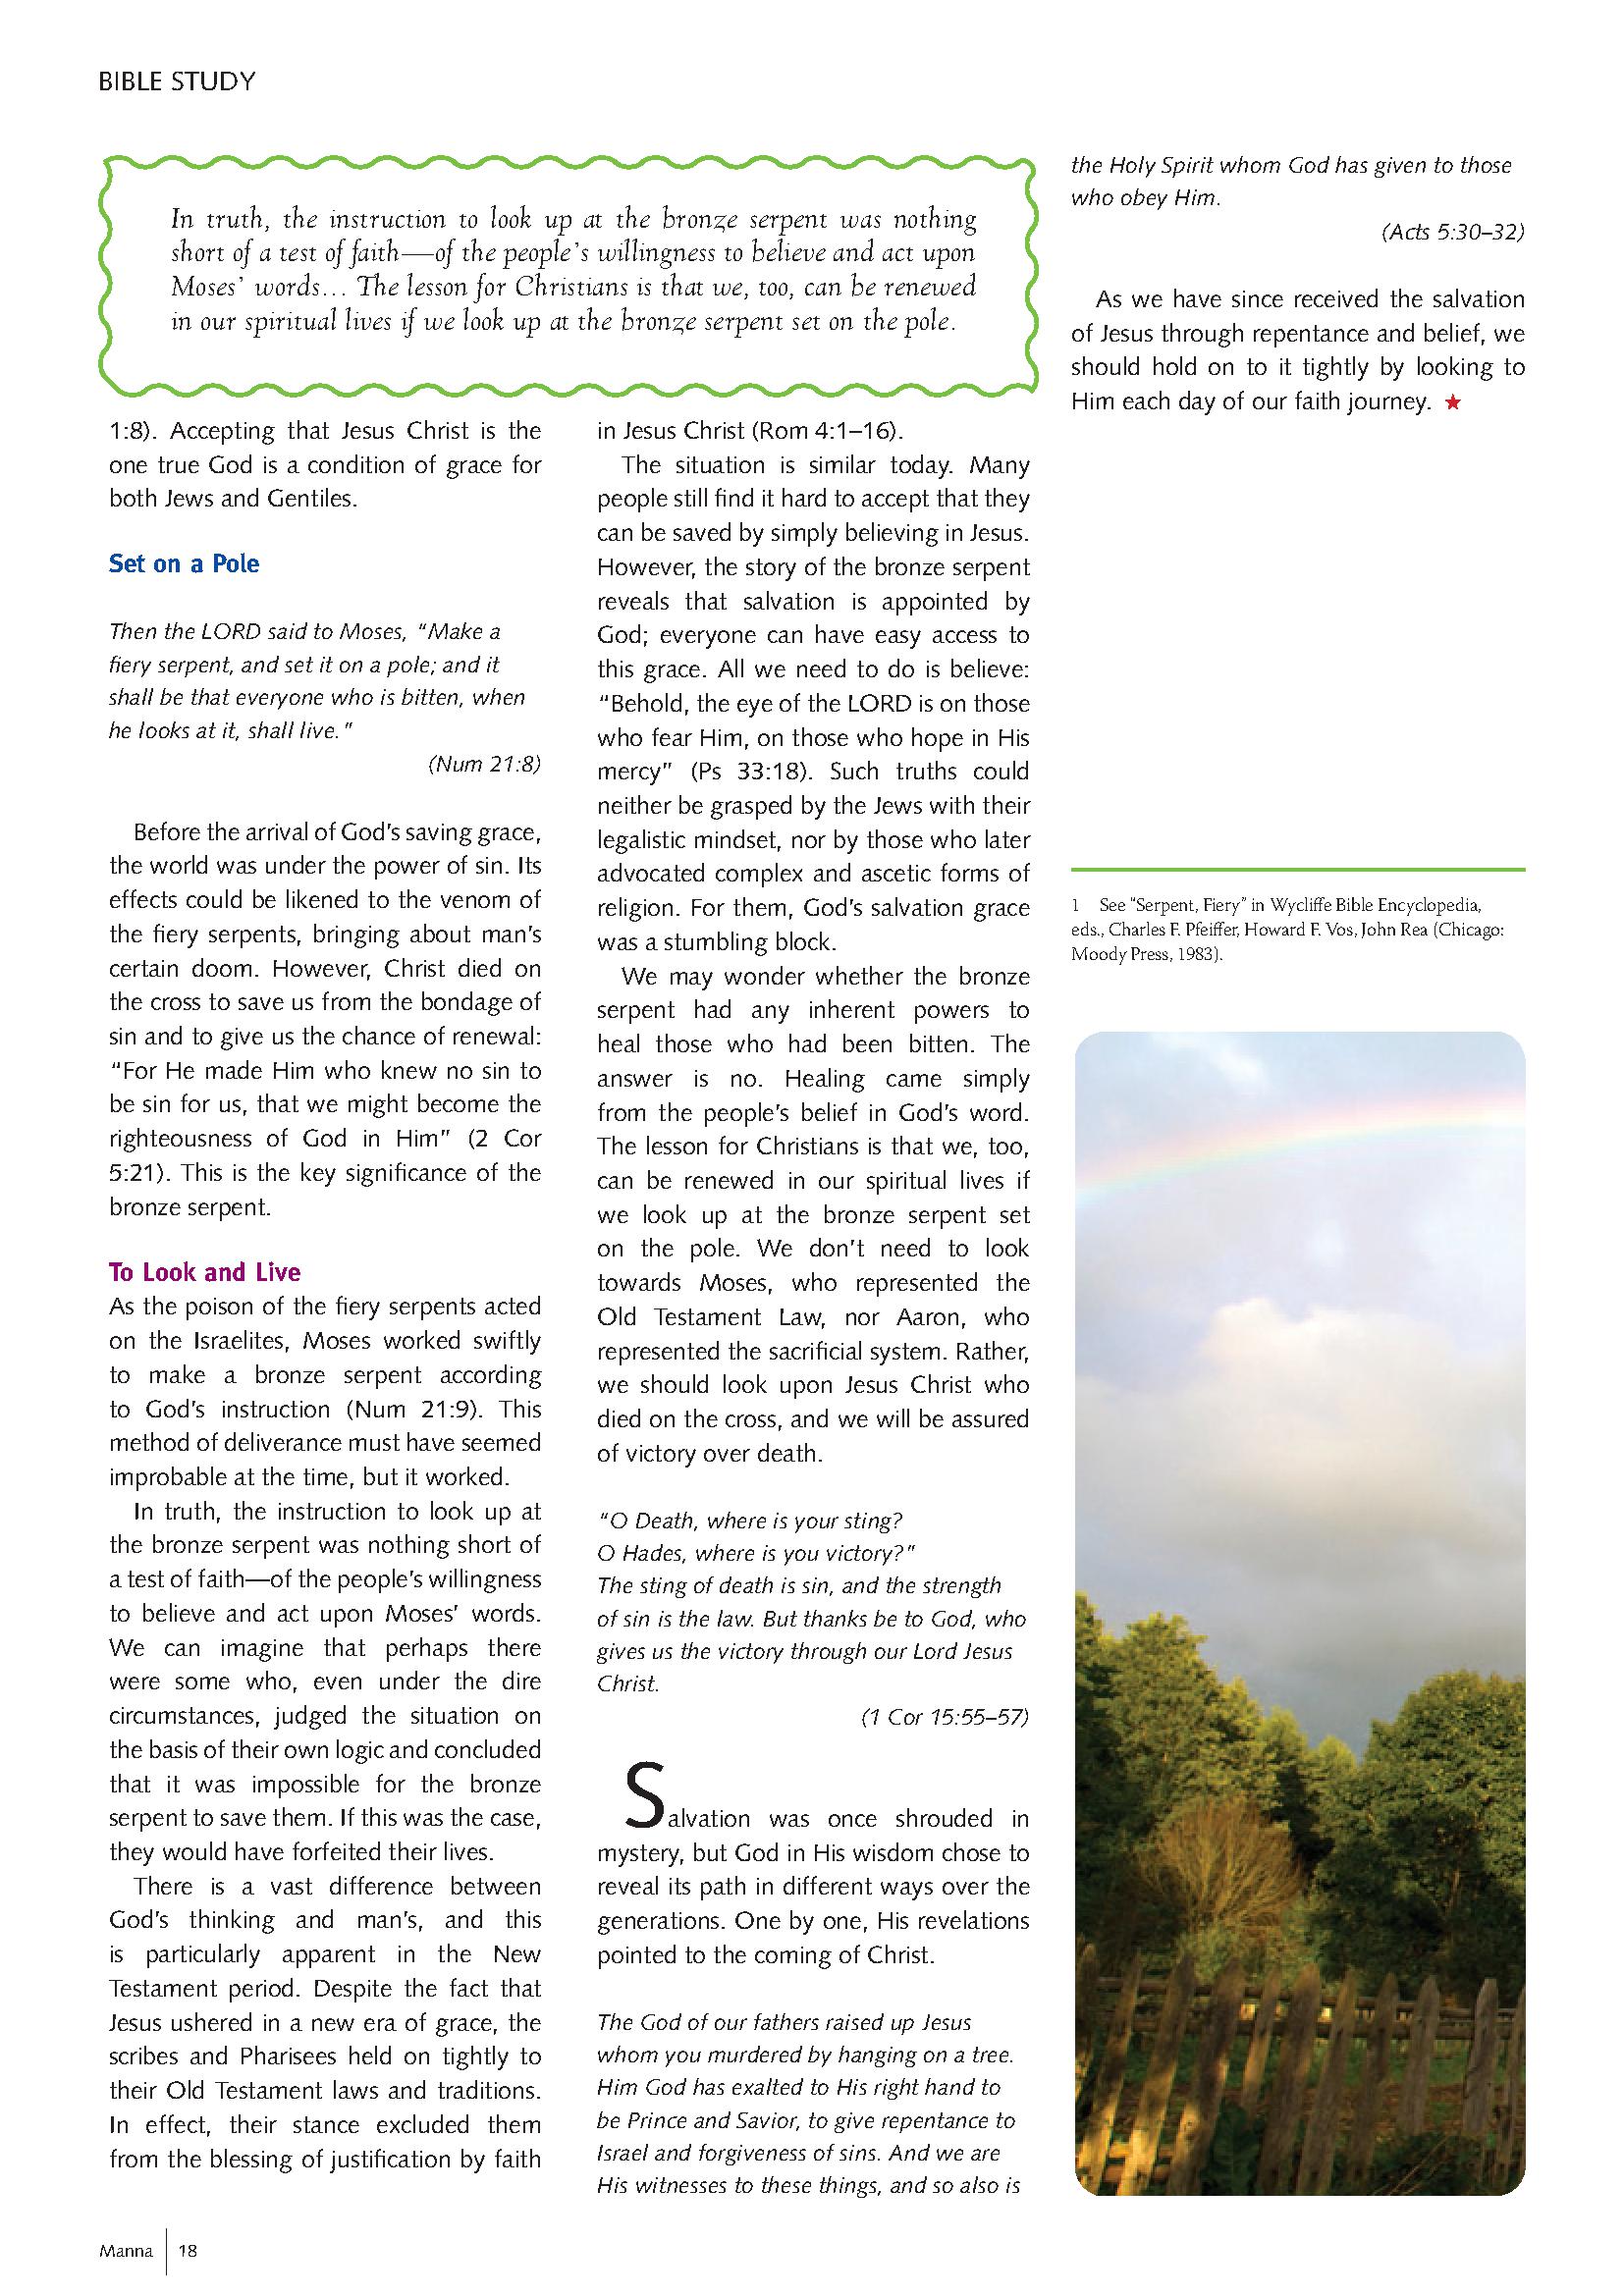 BIBLE STUDY
In truth, the instruction to look up at the bronze serpent was nothing
short of a test of faith—of the people's willingness to believe and act upon
Moses' words... The lesson for Christians is that we, too, can be renewed
in our spiritual lives if we look up at the bronze serpent set on the pole.
1:8). Accepting that Jesus Christ is the
one true God is a condition of grace for
both Jews and Gentiles.
Set on a Pole
Then the LORD said to Moses, "Make a
fiery serpent, and set it on a pole; and it
shall be that everyone who is bitten, when
he looks at it, shall live."
(Num 21:8)
Before the arrival of God's saving grace,
the world was under the power of sin. Its
effects could be likened to the venom of
the fiery serpents, bringing about man's
certain doom. However, Christ died on
the cross to save us from the bondage of
sin and to give us the chance of renewal:
"For He made Him who knew no sin to
be sin for us, that we might become the
righteousness of God in Him" (2 Cor
5:21). This is the key significance of the
bronze serpent.
To Look and Live
As the poison of the fiery serpents acted
on the Israelites, Moses worked swiftly
to make a bronze serpent according
to God's instruction (Num 21:9). This
method of deliverance must have seemed
improbable at the time, but it worked.
In truth, the instruction to look up at
the bronze serpent was nothing short of
a test of faith—of the people's willingness
to believe and act upon Moses' words.
We can imagine that perhaps there
were some who, even under the dire
circumstances, judged the situation on
the basis of their own logic and concluded
that it was impossible for the bronze
serpent to save them. If this was the case,
they would have forfeited their lives.
There is a vast difference between
God's thinking and man's, and this
is particularly apparent in the New
Testament period. Despite the fact that
Jesus ushered in a new era of grace, the
scribes and Pharisees held on tightly to
their Old Testament laws and traditions.
In effect, their stance excluded them
from the blessing of justification by faith
in Jesus Christ (Rom 4:1–16).
The situation is similar today. Many
people still find it hard to accept that they
can be saved by simply believing in Jesus.
However, the story of the bronze serpent
reveals that salvation is appointed by
God; everyone can have easy access to
this grace. All we need to do is believe:
"Behold, the eye of the LORD is on those
who fear Him, on those who hope in His
mercy" (Ps 33:18). Such truths could
neither be grasped by the Jews with their
legalistic mindset, nor by those who later
advocated complex and ascetic forms of
religion. For them, God's salvation grace
was a stumbling block.
We may wonder whether the bronze
serpent had any inherent powers to
heal those who had been bitten. The
answer is no. Healing came simply
from the people's belief in God's word.
The lesson for Christians is that we, too,
can be renewed in our spiritual lives if
we look up at the bronze serpent set
on the pole. We don't need to look
towards Moses, who represented the
Old Testament Law, nor Aaron, who
represented the sacrificial system. Rather,
we should look upon Jesus Christ who
died on the cross, and we will be assured
of victory over death.
"O Death, where is your sting?
O Hades, where is you victory?"
The sting of death is sin, and the strength
of sin is the law. But thanks be to God, who
gives us the victory through our Lord Jesus
Christ.
(1 Cor 15:55–57)
Salvation was once shrouded in
mystery, but God in His wisdom chose to
reveal its path in different ways over the
generations. One by one, His revelations
pointed to the coming of Christ.
The God of our fathers raised up Jesus
whom you murdered by hanging on a tree.
Him God has exalted to His right hand to
be Prince and Savior, to give repentance to
Israel and forgiveness of sins. And we are
His witnesses to these things, and so also is
the Holy Spirit whom God has given to those
who obey Him.
(Acts 5:30–32)
As we have since received the salvation
of Jesus through repentance and belief, we
should hold on to it tightly by looking to
Him each day of our faith journey. ★
1 See "Serpent, Fiery" in Wycliffe Bible Encyclopedia,
eds., Charles F. Pfeiffer, Howard F. Vos, John Rea (Chicago:
Moody Press, 1983).
Manna 18